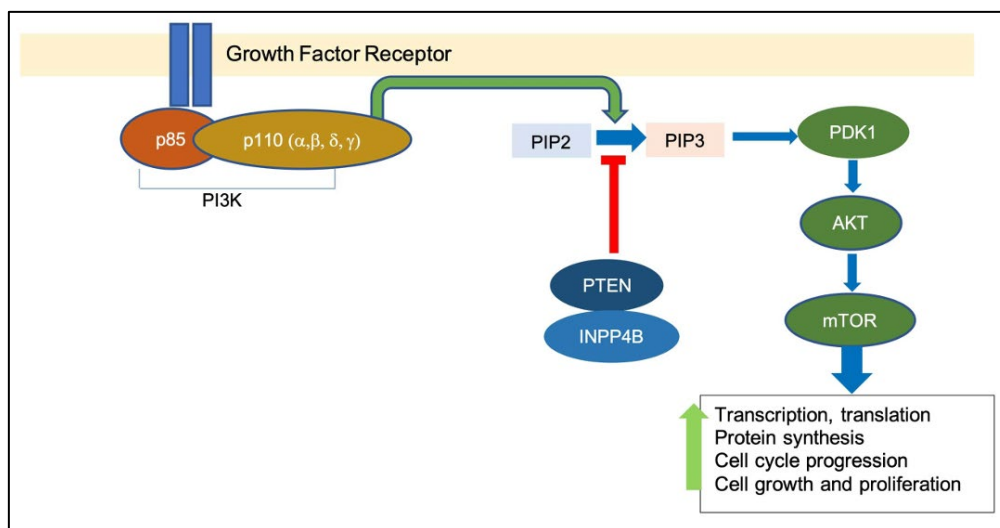 Growth Factor Receptor
p85
p110 (α,β, δ, γ)
PI3K
PIP2
PIP3
PDK1
AKT
mTOR
PTEN
INPP4B
Transcription, translation
Protein synthesis
Cell cycle progression
Cell growth and proliferation